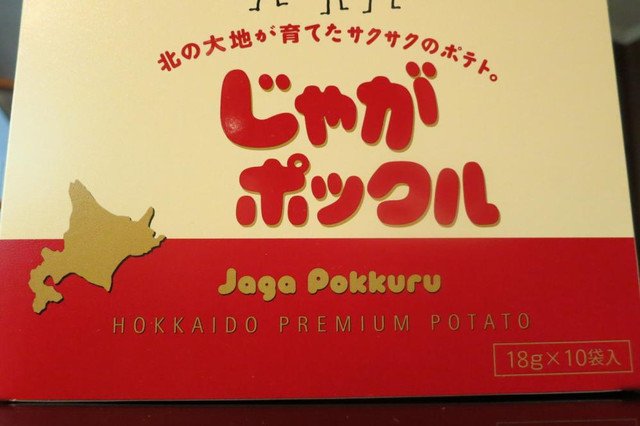 北の大地が育てたサクサクのポテト。
じゃが
ポックル
Jaga Pokkuru
HOKKAIDO PREMIUM POTATO
18g×10袋入